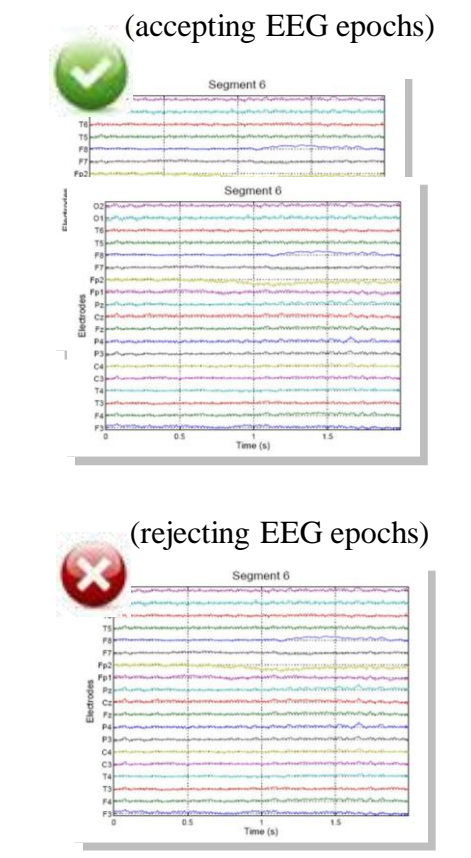 (accepting EEG epochs)
Segment 6
T6
T5
F8
F7
Fp2
Segment 6
Electrodes
O2
O1
T6
T5
F8
F7
Fp2
Fp1
Pz
Cz
Fz
P4
P3
C4
C3
T4
T3
F4
F3
0 0.5 1 1.5
Time (s)
(rejecting EEG epochs)
Segment 6
Electrodes
T5
F8
F7
Fp2
Fp1
Pz
Cz
Fz
P4
P3
C4
C3
T4
T3
F4
F3
0 0.5 1 1.5
Time (s)